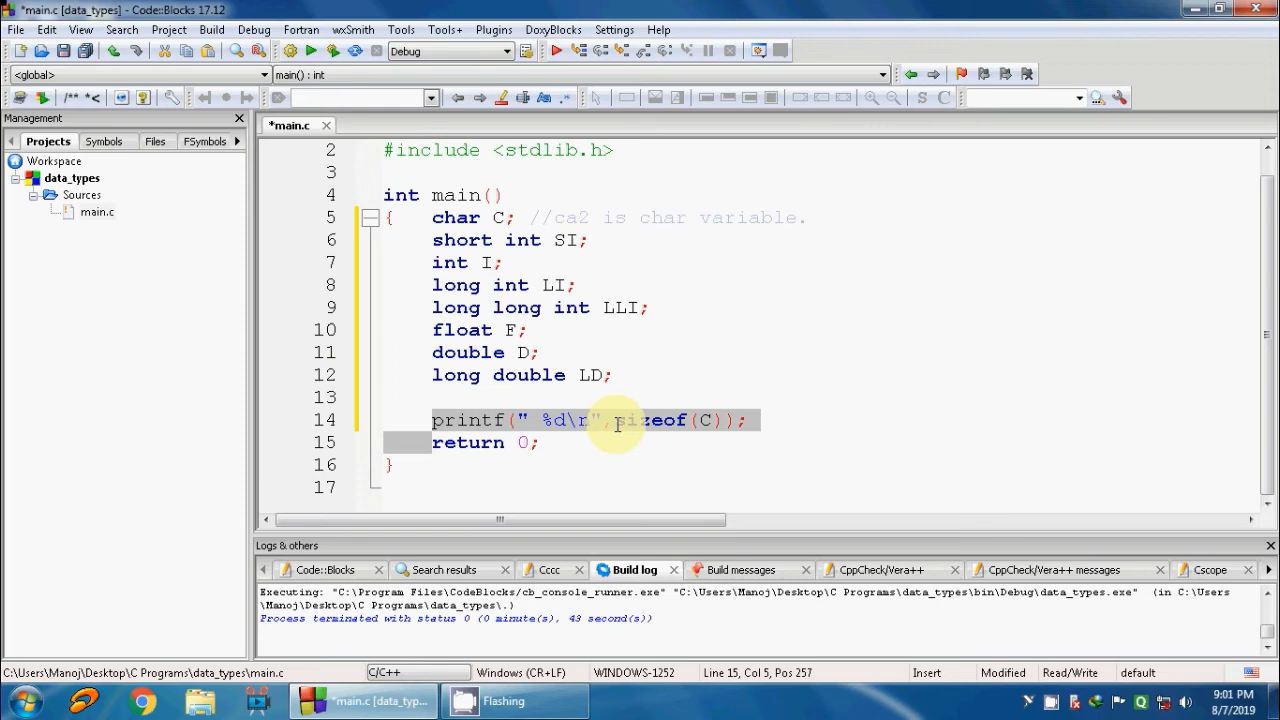 *main.c [data_types] - Code::Blocks 17.12
File Edit View Search Project Build Debug Fortran wxSmith Tools Tools+ Plugins DoxyBlocks Settings Help
Debug
<global> main() : int
/** *<
S C
Management
Projects Symbols Files FSymbols
*main.c
Workspace
data_types
Sources
main.c
2 #include <stdlib.h>
3
4 int main()
5 { char C; //ca2 is char variable.
6 short int SI;
7 int I;
8 long int LI;
9 long long int LLI;
10 float F;
11 double D;
12 long double LD;
13
14 printf(" %d\n",sizeof(C));
15 return 0;
16 }
17
Logs & others
Code::Blocks Search results Cccc Build log Build messages CppCheck/Vera++ CppCheck/Vera++ messages Cscope
Executing: "C:\Program Files\CodeBlocks/cb_console_runner.exe" "C:\Users\Manoj\Desktop\C Programs\data_types\bin\Debug\data_types.exe" (in C:\Users
\Manoj\Desktop\C Programs\data_types\.)
Process terminated with status 0 (0 minute(s), 43 second(s))
C:\Users\Manoj\Desktop\C Programs\data_types\main.c C/C++ Windows (CR+LF) WINDOWS-1252 Line 15, Col 5, Pos 257 Insert Modified Read/Write default
*main.c [data_typ... Flashing
9:01 PM
8/7/2019